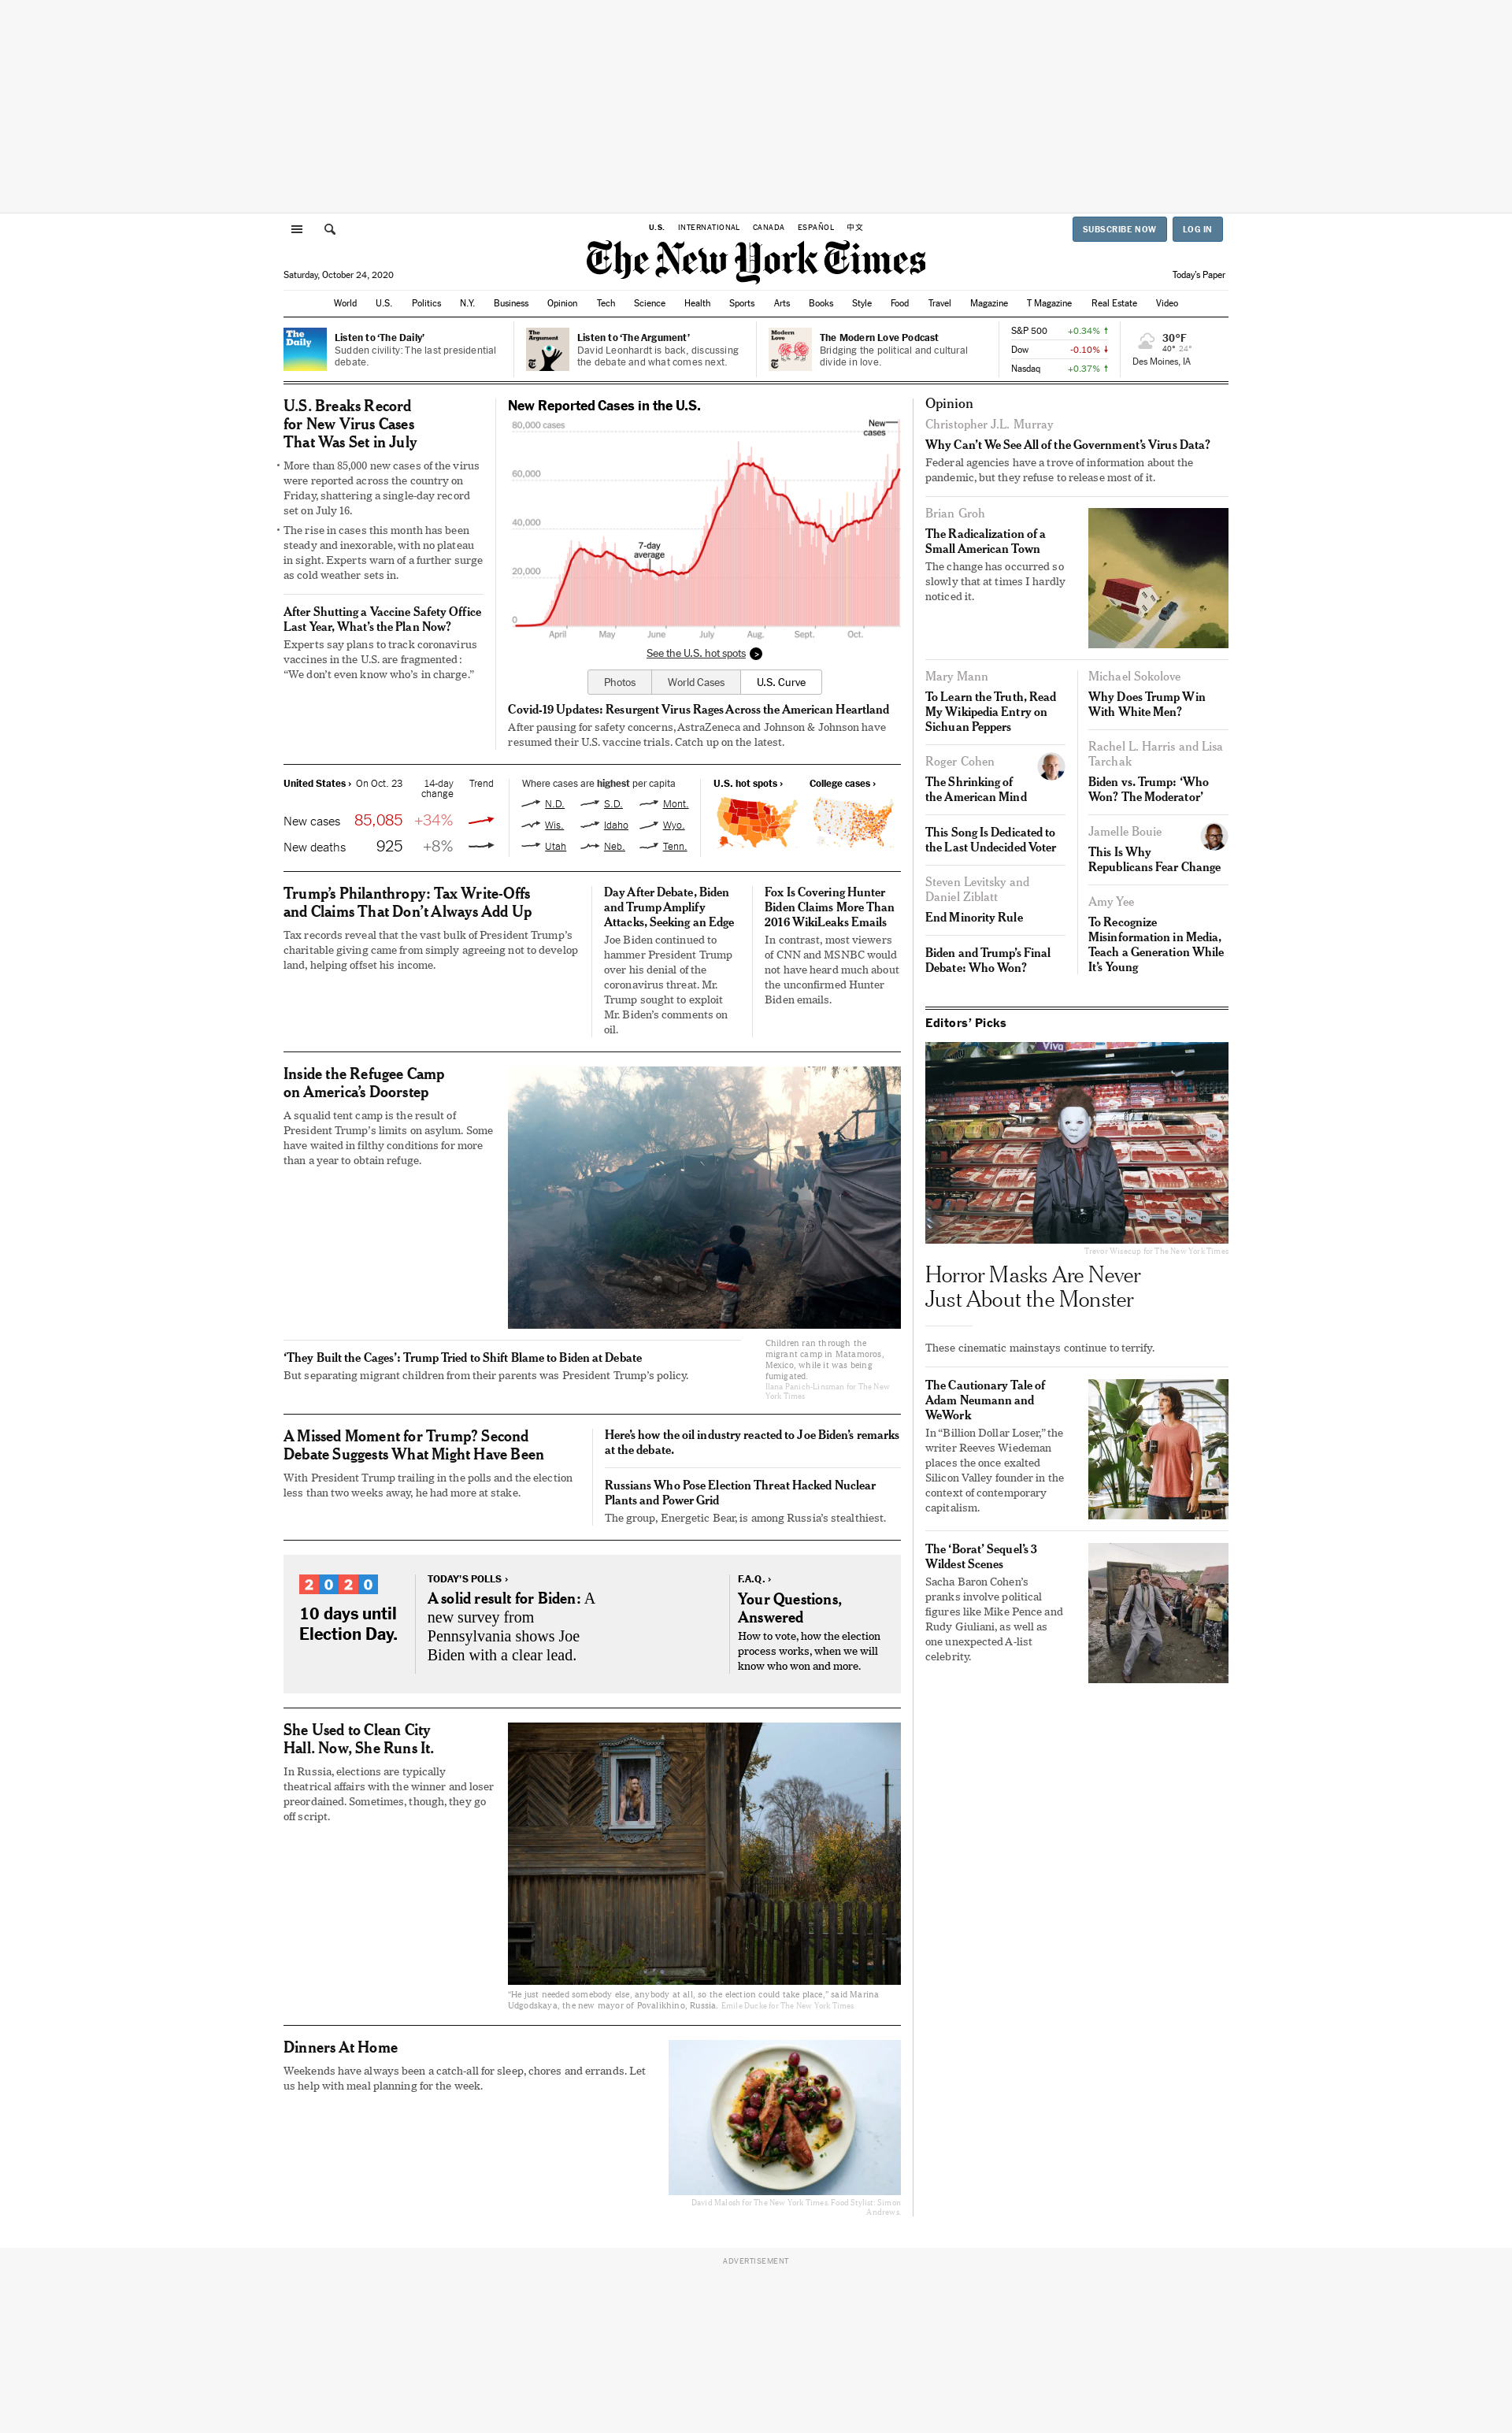 U.S.
INTERNATIONAL
CANADA
ESPAÑOL
中文
SUBSCRIBE NOW
LOG IN
The New York Times
Saturday, October 24, 2020
Today's Paper
World U.S. Politics N.Y. Business Opinion Tech Science Health Sports Arts Books Style Food Travel Magazine T Magazine Real Estate Video
The
Daily
Listen to ‘The Daily’
Sudden civility: The last presidential
debate.
The
Argument
Listen to ‘The Argument’
David Leonhardt is back, discussing
the debate and what comes next.
Modern
Love
The Modern Love Podcast
Bridging the political and cultural
divide in love.
S&P 500 +0.34% ↑
Dow -0.10% ↓
Nasdaq +0.37% ↑
30°F
40° 24°
Des Moines, IA
U.S. Breaks Record
for New Virus Cases
That Was Set in July
• More than 85,000 new cases of the virus
were reported across the country on
Friday, shattering a single-day record
set on July 16.
• The rise in cases this month has been
steady and inexorable, with no plateau
in sight. Experts warn of a further surge
as cold weather sets in.
After Shutting a Vaccine Safety Office
Last Year, What’s the Plan Now?
Experts say plans to track coronavirus
vaccines in the U.S. are fragmented:
“We don’t even know who’s in charge.”
New Reported Cases in the U.S.
80,000 cases
New
cases
60,000
40,000
7-day
average
20,000
0
April May June July Aug. Sept. Oct.
See the U.S. hot spots >
Photos World Cases U.S. Curve
Covid-19 Updates: Resurgent Virus Rages Across the American Heartland
After pausing for safety concerns, AstraZeneca and Johnson & Johnson have
resumed their U.S. vaccine trials. Catch up on the latest.
United States › On Oct. 23 14-day
change Trend
New cases 85,085 +34%
New deaths 925 +8%
Where cases are highest per capita
N.D. S.D. Mont.
Wis. Idaho Wyo.
Utah Neb. Tenn.
U.S. hot spots ›
College cases ›
Trump’s Philanthropy: Tax Write-Offs
and Claims That Don’t Always Add Up
Tax records reveal that the vast bulk of President Trump’s
charitable giving came from simply agreeing not to develop
land, helping offset his income.
Day After Debate, Biden
and Trump Amplify
Attacks, Seeking an Edge
Joe Biden continued to
hammer President Trump
over his denial of the
coronavirus threat. Mr.
Trump sought to exploit
Mr. Biden’s comments on
oil.
Fox Is Covering Hunter
Biden Claims More Than
2016 WikiLeaks Emails
In contrast, most viewers
of CNN and MSNBC would
not have heard much about
the unconfirmed Hunter
Biden emails.
Inside the Refugee Camp
on America’s Doorstep
A squalid tent camp is the result of
President Trump’s limits on asylum. Some
have waited in filthy conditions for more
than a year to obtain refuge.
Children ran through the
migrant camp in Matamoros,
Mexico, while it was being
fumigated.
Ilana Panich-Linsman for The New
York Times
‘They Built the Cages’: Trump Tried to Shift Blame to Biden at Debate
But separating migrant children from their parents was President Trump’s policy.
A Missed Moment for Trump? Second
Debate Suggests What Might Have Been
With President Trump trailing in the polls and the election
less than two weeks away, he had more at stake.
Here’s how the oil industry reacted to Joe Biden’s remarks
at the debate.
Russians Who Pose Election Threat Hacked Nuclear
Plants and Power Grid
The group, Energetic Bear, is among Russia’s stealthiest.
2020
10 days until
Election Day.
TODAY’S POLLS ›
A solid result for Biden: A
new survey from
Pennsylvania shows Joe
Biden with a clear lead.
F.A.Q. ›
Your Questions,
Answered
How to vote, how the election
process works, when we will
know who won and more.
She Used to Clean City
Hall. Now, She Runs It.
In Russia, elections are typically
theatrical affairs with the winner and loser
preordained. Sometimes, though, they go
off script.
“He just needed somebody else, anybody at all, so the election could take place,” said Marina
Udgodskaya, the new mayor of Povalikhino, Russia. Emile Ducke for The New York Times
Dinners At Home
Weekends have always been a catch-all for sleep, chores and errands. Let
us help with meal planning for the week.
David Malosh for The New York Times. Food Stylist: Simon
Andrews.
Opinion
Christopher J.L. Murray
Why Can’t We See All of the Government’s Virus Data?
Federal agencies have a trove of information about the
pandemic, but they refuse to release most of it.
Brian Groh
The Radicalization of a
Small American Town
The change has occurred so
slowly that at times I hardly
noticed it.
Mary Mann
To Learn the Truth, Read
My Wikipedia Entry on
Sichuan Peppers
Roger Cohen
The Shrinking of
the American Mind
This Song Is Dedicated to
the Last Undecided Voter
Steven Levitsky and
Daniel Ziblatt
End Minority Rule
Biden and Trump’s Final
Debate: Who Won?
Michael Sokolove
Why Does Trump Win
With White Men?
Rachel L. Harris and Lisa
Tarchak
Biden vs. Trump: ‘Who
Won? The Moderator’
Jamelle Bouie
This Is Why
Republicans Fear Change
Amy Yee
To Recognize
Misinformation in Media,
Teach a Generation While
It’s Young
Editors’ Picks
Viva
Trevor Wisecup for The New York Times
Horror Masks Are Never
Just About the Monster
These cinematic mainstays continue to terrify.
The Cautionary Tale of
Adam Neumann and
WeWork
In “Billion Dollar Loser,” the
writer Reeves Wiedeman
places the once exalted
Silicon Valley founder in the
context of contemporary
capitalism.
The ‘Borat’ Sequel’s 3
Wildest Scenes
Sacha Baron Cohen’s
pranks involve political
figures like Mike Pence and
Rudy Giuliani, as well as
one unexpected A-list
celebrity.
ADVERTISEMENT